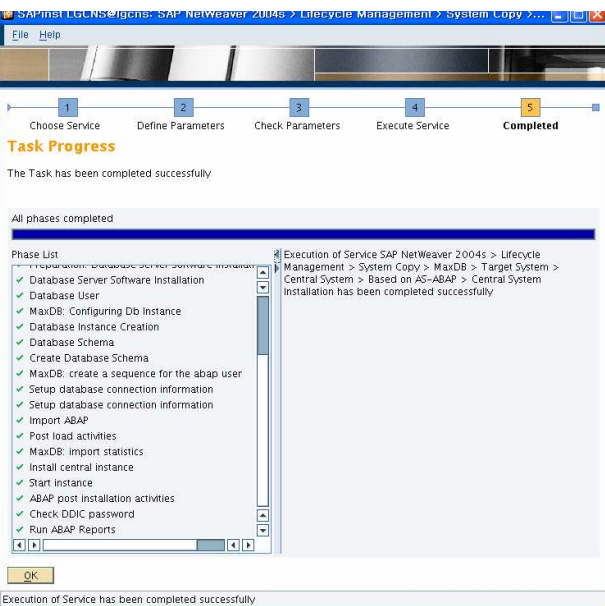 SAPinst LGCNS@lgcns: SAP NetWeaver 2004s > Lifecycle Management > System Copy >...
File Help
1 2 3 4 5
Choose Service Define Parameters Check Parameters Execute Service Completed
Task Progress
The Task has been completed successfully
All phases completed
Phase List
Preparation: Database Server Software Installation
Database Server Software Installation
Database User
MaxDB: Configuring Db Instance
Database Instance Creation
Database Schema
Create Database Schema
MaxDB: create a sequence for the abap user
Setup database connection information
Setup database connection information
Import ABAP
Post load activities
MaxDB: import statistics
Install central instance
Start instance
ABAP post installation activities
Check DDIC password
Run ABAP Reports
Execution of Service SAP NetWeaver 2004s > Lifecycle
Management > System Copy > MaxDB > Target System >
Central System > Based on AS-ABAP > Central System
Installation has been completed successfully
OK
Execution of Service has been completed successfully